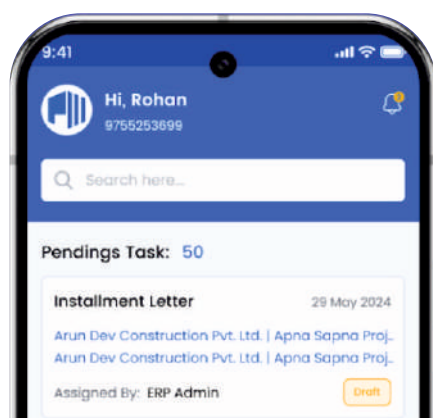 9:41
Hi, Rohan
9755253699
Search here...
Pendings Task: 50
Installment Letter 29 May 2024
Arun Dev Construction Pvt. Ltd. | Apna Sapna Proj..
Arun Dev Construction Pvt. Ltd. | Apna Sapna Proj..
Assigned By: ERP Admin Draft